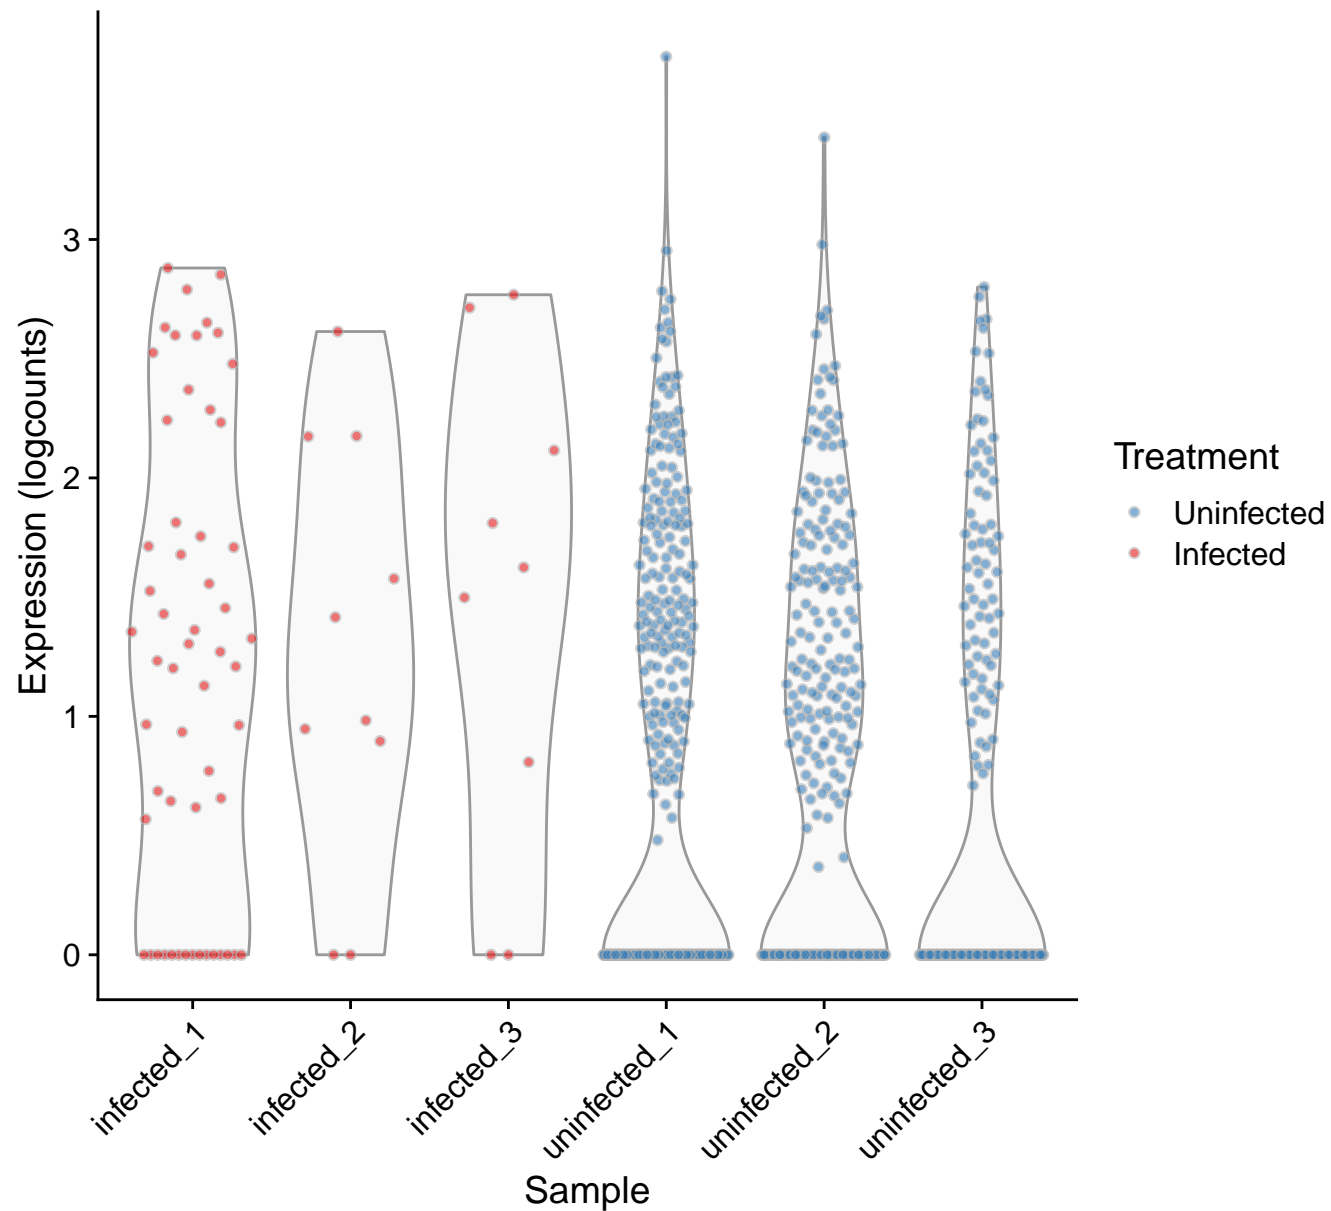 Expression (logcounts)
3
2
1
0
infected_1
infected_2
infected_3
uninfected_1
uninfected_2
uninfected_3
Sample
Treatment
Uninfected
Infected